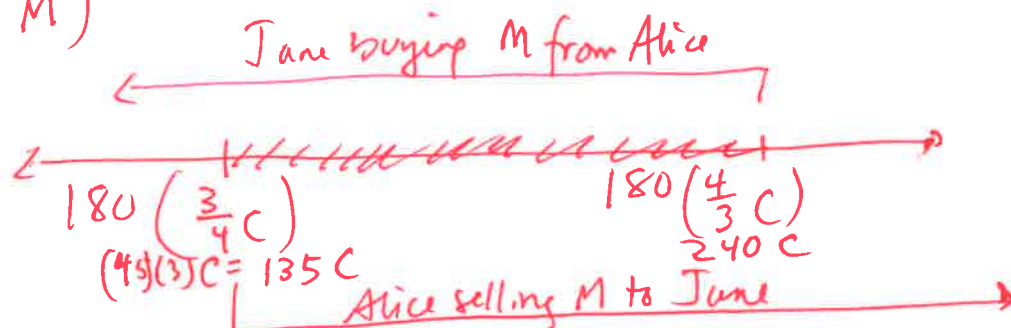 M)
Jane buying M from Alice
180 (3/4 C) 180 (4/3 C)
(45)(3)C = 135 C 240 C
Alice selling M to Jane